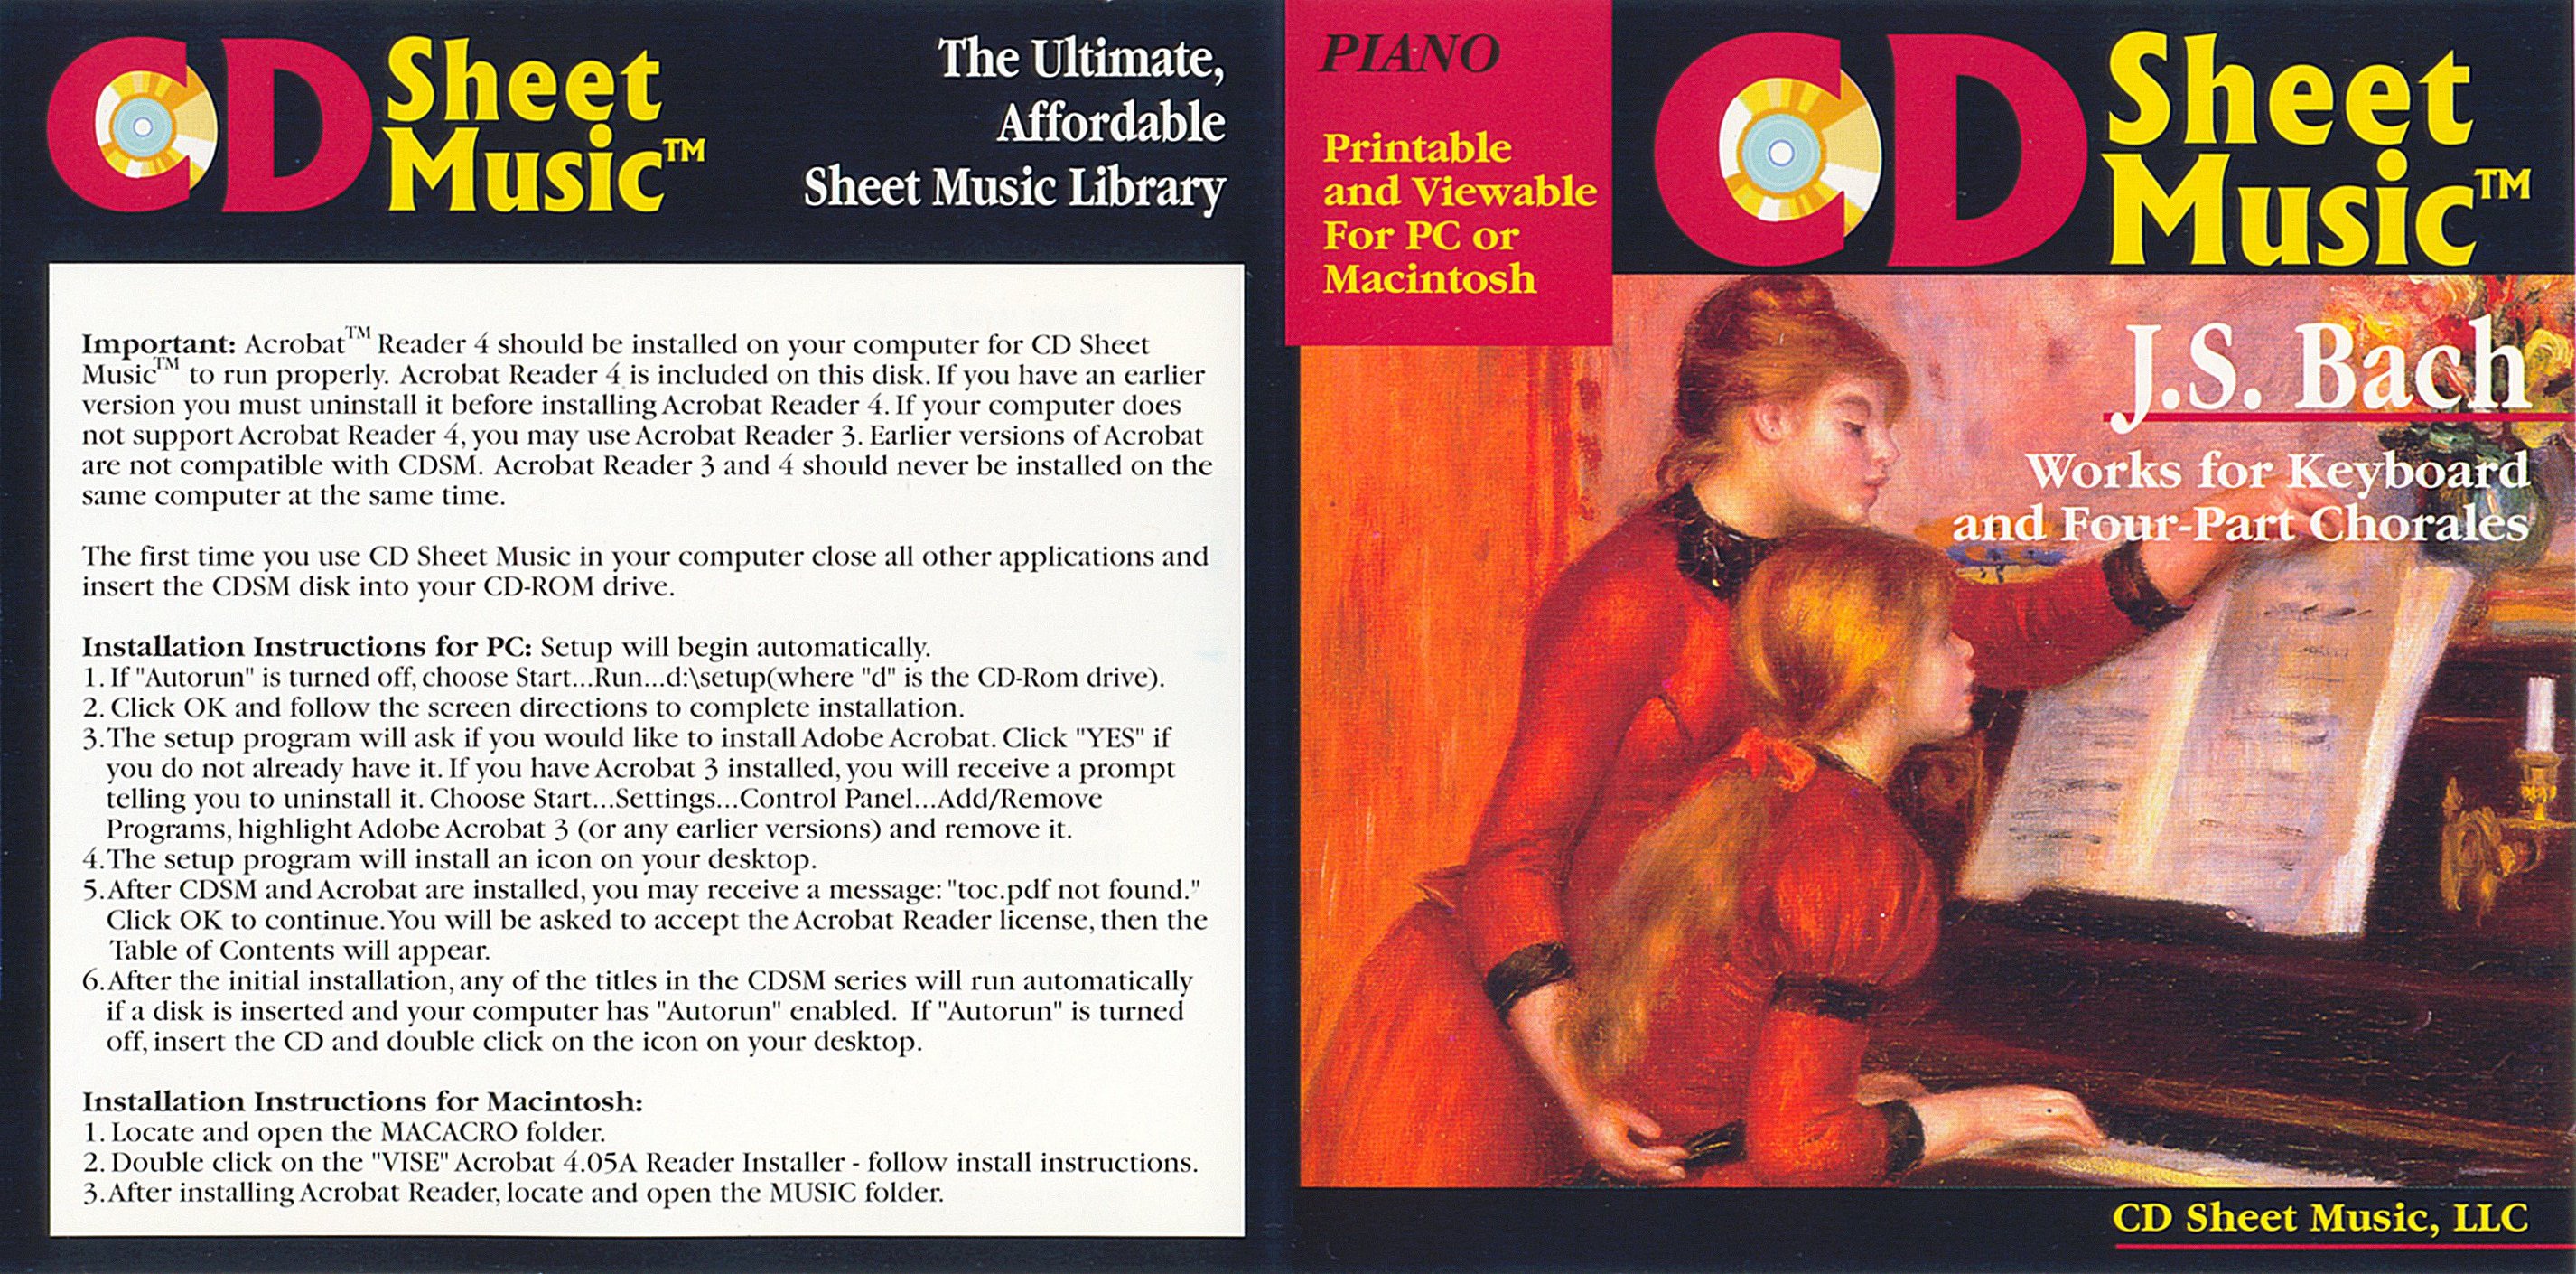 CD Sheet Music™
The Ultimate,
Affordable
Sheet Music Library
Important: Acrobat™ Reader 4 should be installed on your computer for CD Sheet
Music™ to run properly. Acrobat Reader 4 is included on this disk. If you have an earlier
version you must uninstall it before installing Acrobat Reader 4. If your computer does
not support Acrobat Reader 4, you may use Acrobat Reader 3. Earlier versions of Acrobat
are not compatible with CDSM. Acrobat Reader 3 and 4 should never be installed on the
same computer at the same time.
The first time you use CD Sheet Music in your computer close all other applications and
insert the CDSM disk into your CD-ROM drive.
Installation Instructions for PC: Setup will begin automatically.
1. If "Autorun" is turned off, choose Start...Run...d:\setup(where "d" is the CD-Rom drive).
2. Click OK and follow the screen directions to complete installation.
3. The setup program will ask if you would like to install Adobe Acrobat. Click "YES" if
you do not already have it. If you have Acrobat 3 installed, you will receive a prompt
telling you to uninstall it. Choose Start...Settings...Control Panel...Add/Remove
Programs, highlight Adobe Acrobat 3 (or any earlier versions) and remove it.
4. The setup program will install an icon on your desktop.
5. After CDSM and Acrobat are installed, you may receive a message: "toc.pdf not found."
Click OK to continue. You will be asked to accept the Acrobat Reader license, then the
Table of Contents will appear.
6. After the initial installation, any of the titles in the CDSM series will run automatically
if a disk is inserted and your computer has "Autorun" enabled. If "Autorun" is turned
off, insert the CD and double click on the icon on your desktop.
Installation Instructions for Macintosh:
1. Locate and open the MACACRO folder.
2. Double click on the "VISE" Acrobat 4.05A Reader Installer - follow install instructions.
3. After installing Acrobat Reader, locate and open the MUSIC folder.
PIANO
Printable
and Viewable
For PC or
Macintosh
CD Sheet Music™
J.S. Bach
Works for Keyboard
and Four-Part Chorales
CD Sheet Music, LLC